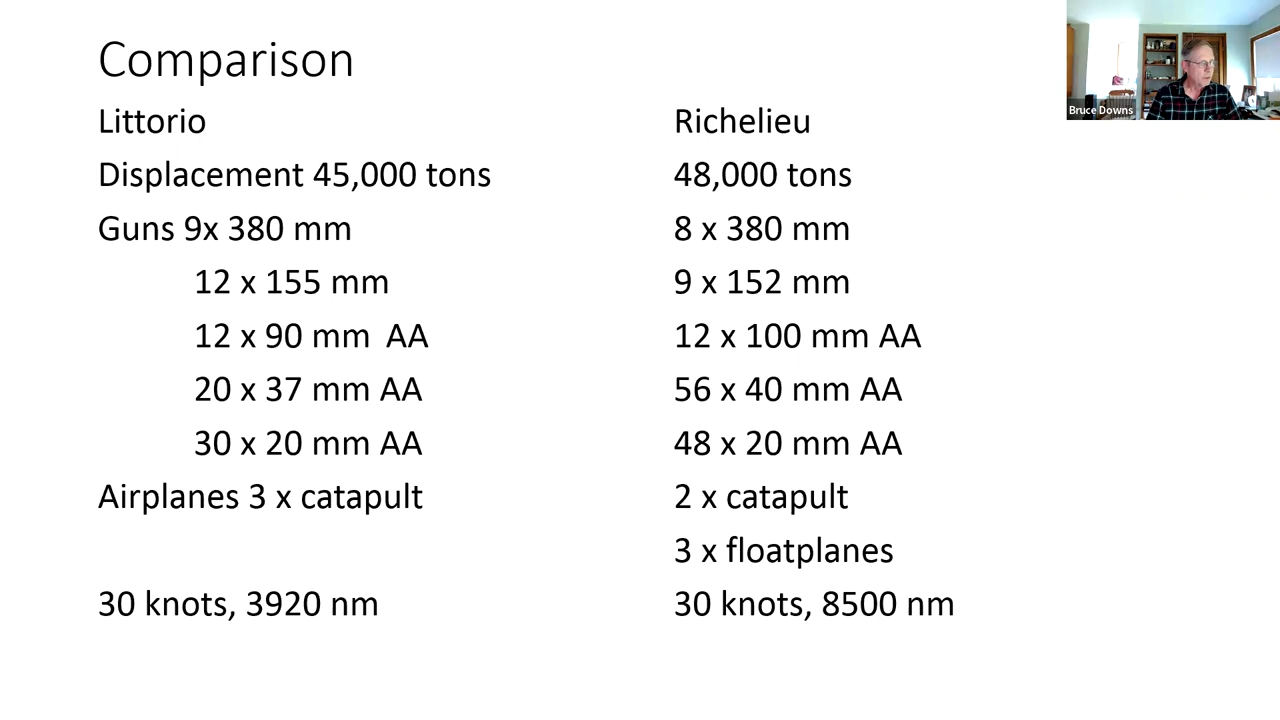 Comparison
Littorio
Displacement 45,000 tons
Guns 9x 380 mm
12 x 155 mm
12 x 90 mm  AA
20 x 37 mm AA
30 x 20 mm AA
Airplanes 3 x catapult
30 knots, 3920 nm
Richelieu
48,000 tons
8 x 380 mm
9 x 152 mm
12 x 100 mm AA
56 x 40 mm AA
48 x 20 mm AA
2 x catapult
3 x floatplanes
30 knots, 8500 nm
Bruce Downs